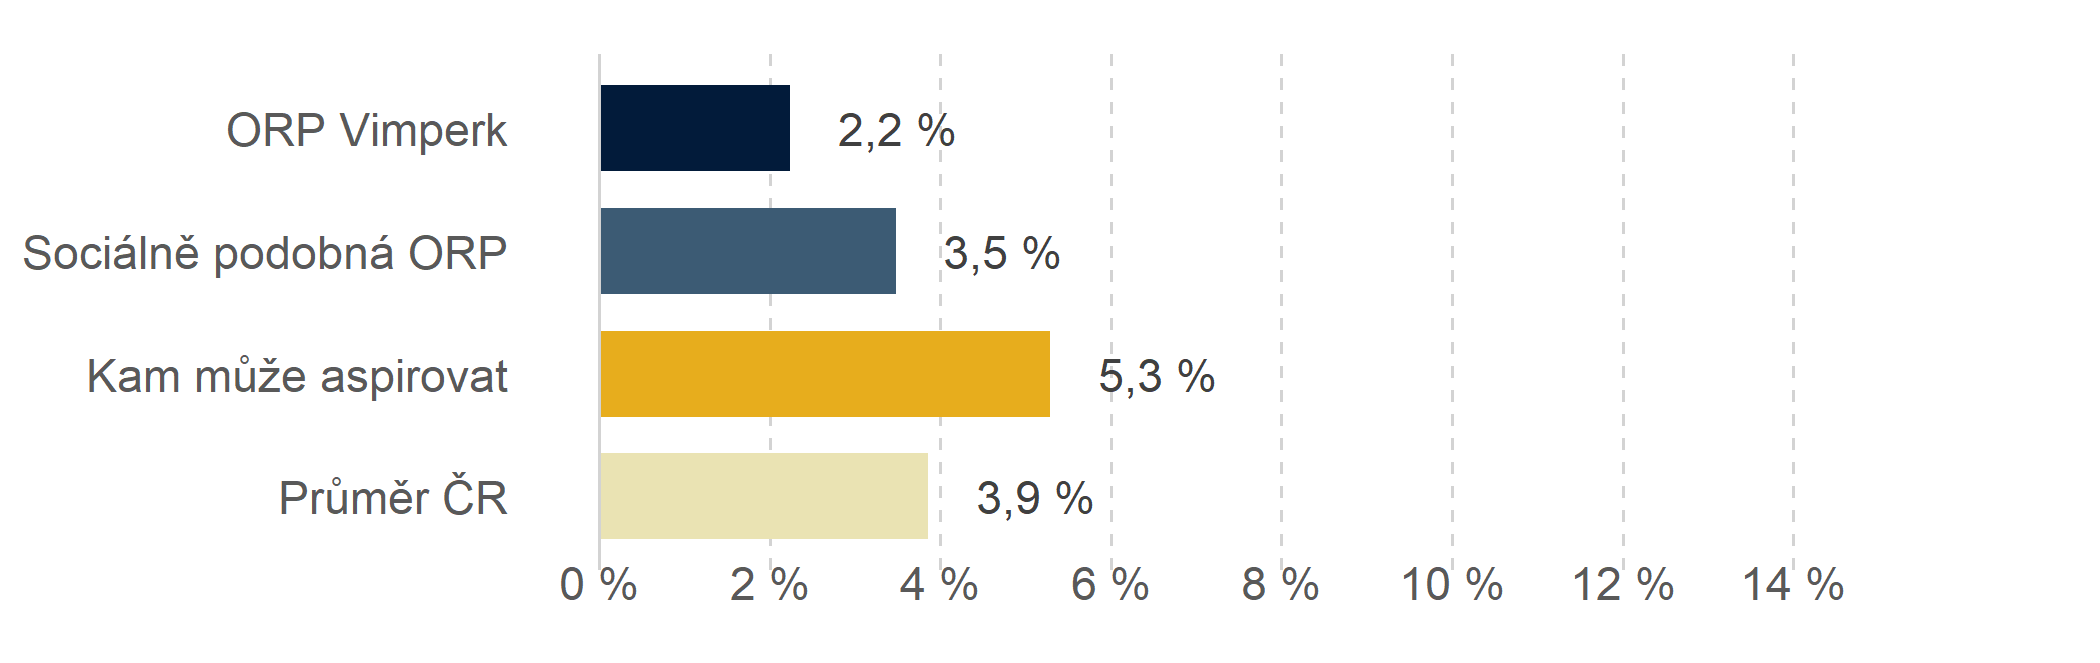 ORP Vimperk 2,2 %
Sociálně podobná ORP 3,5 %
Kam může aspirovat 5,3 %
Průměr ČR 3,9 %
0 % 2 % 4 % 6 % 8 % 10 % 12 % 14 %